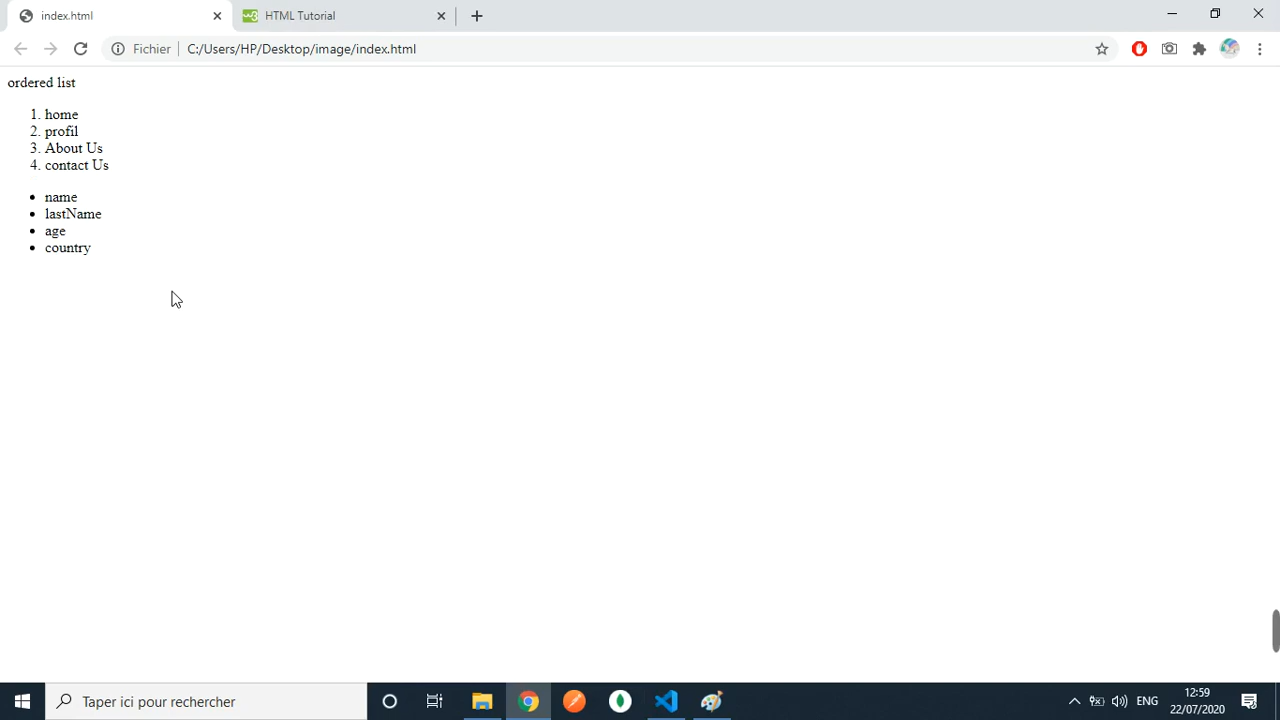 index.html
HTML Tutorial
Fichier
C:/Users/HP/Desktop/image/index.html
ordered list
1. home
2. profil
3. About Us
4. contact Us
• name
• lastName
• age
• country
Taper ici pour rechercher
ENG
12:59
22/07/2020